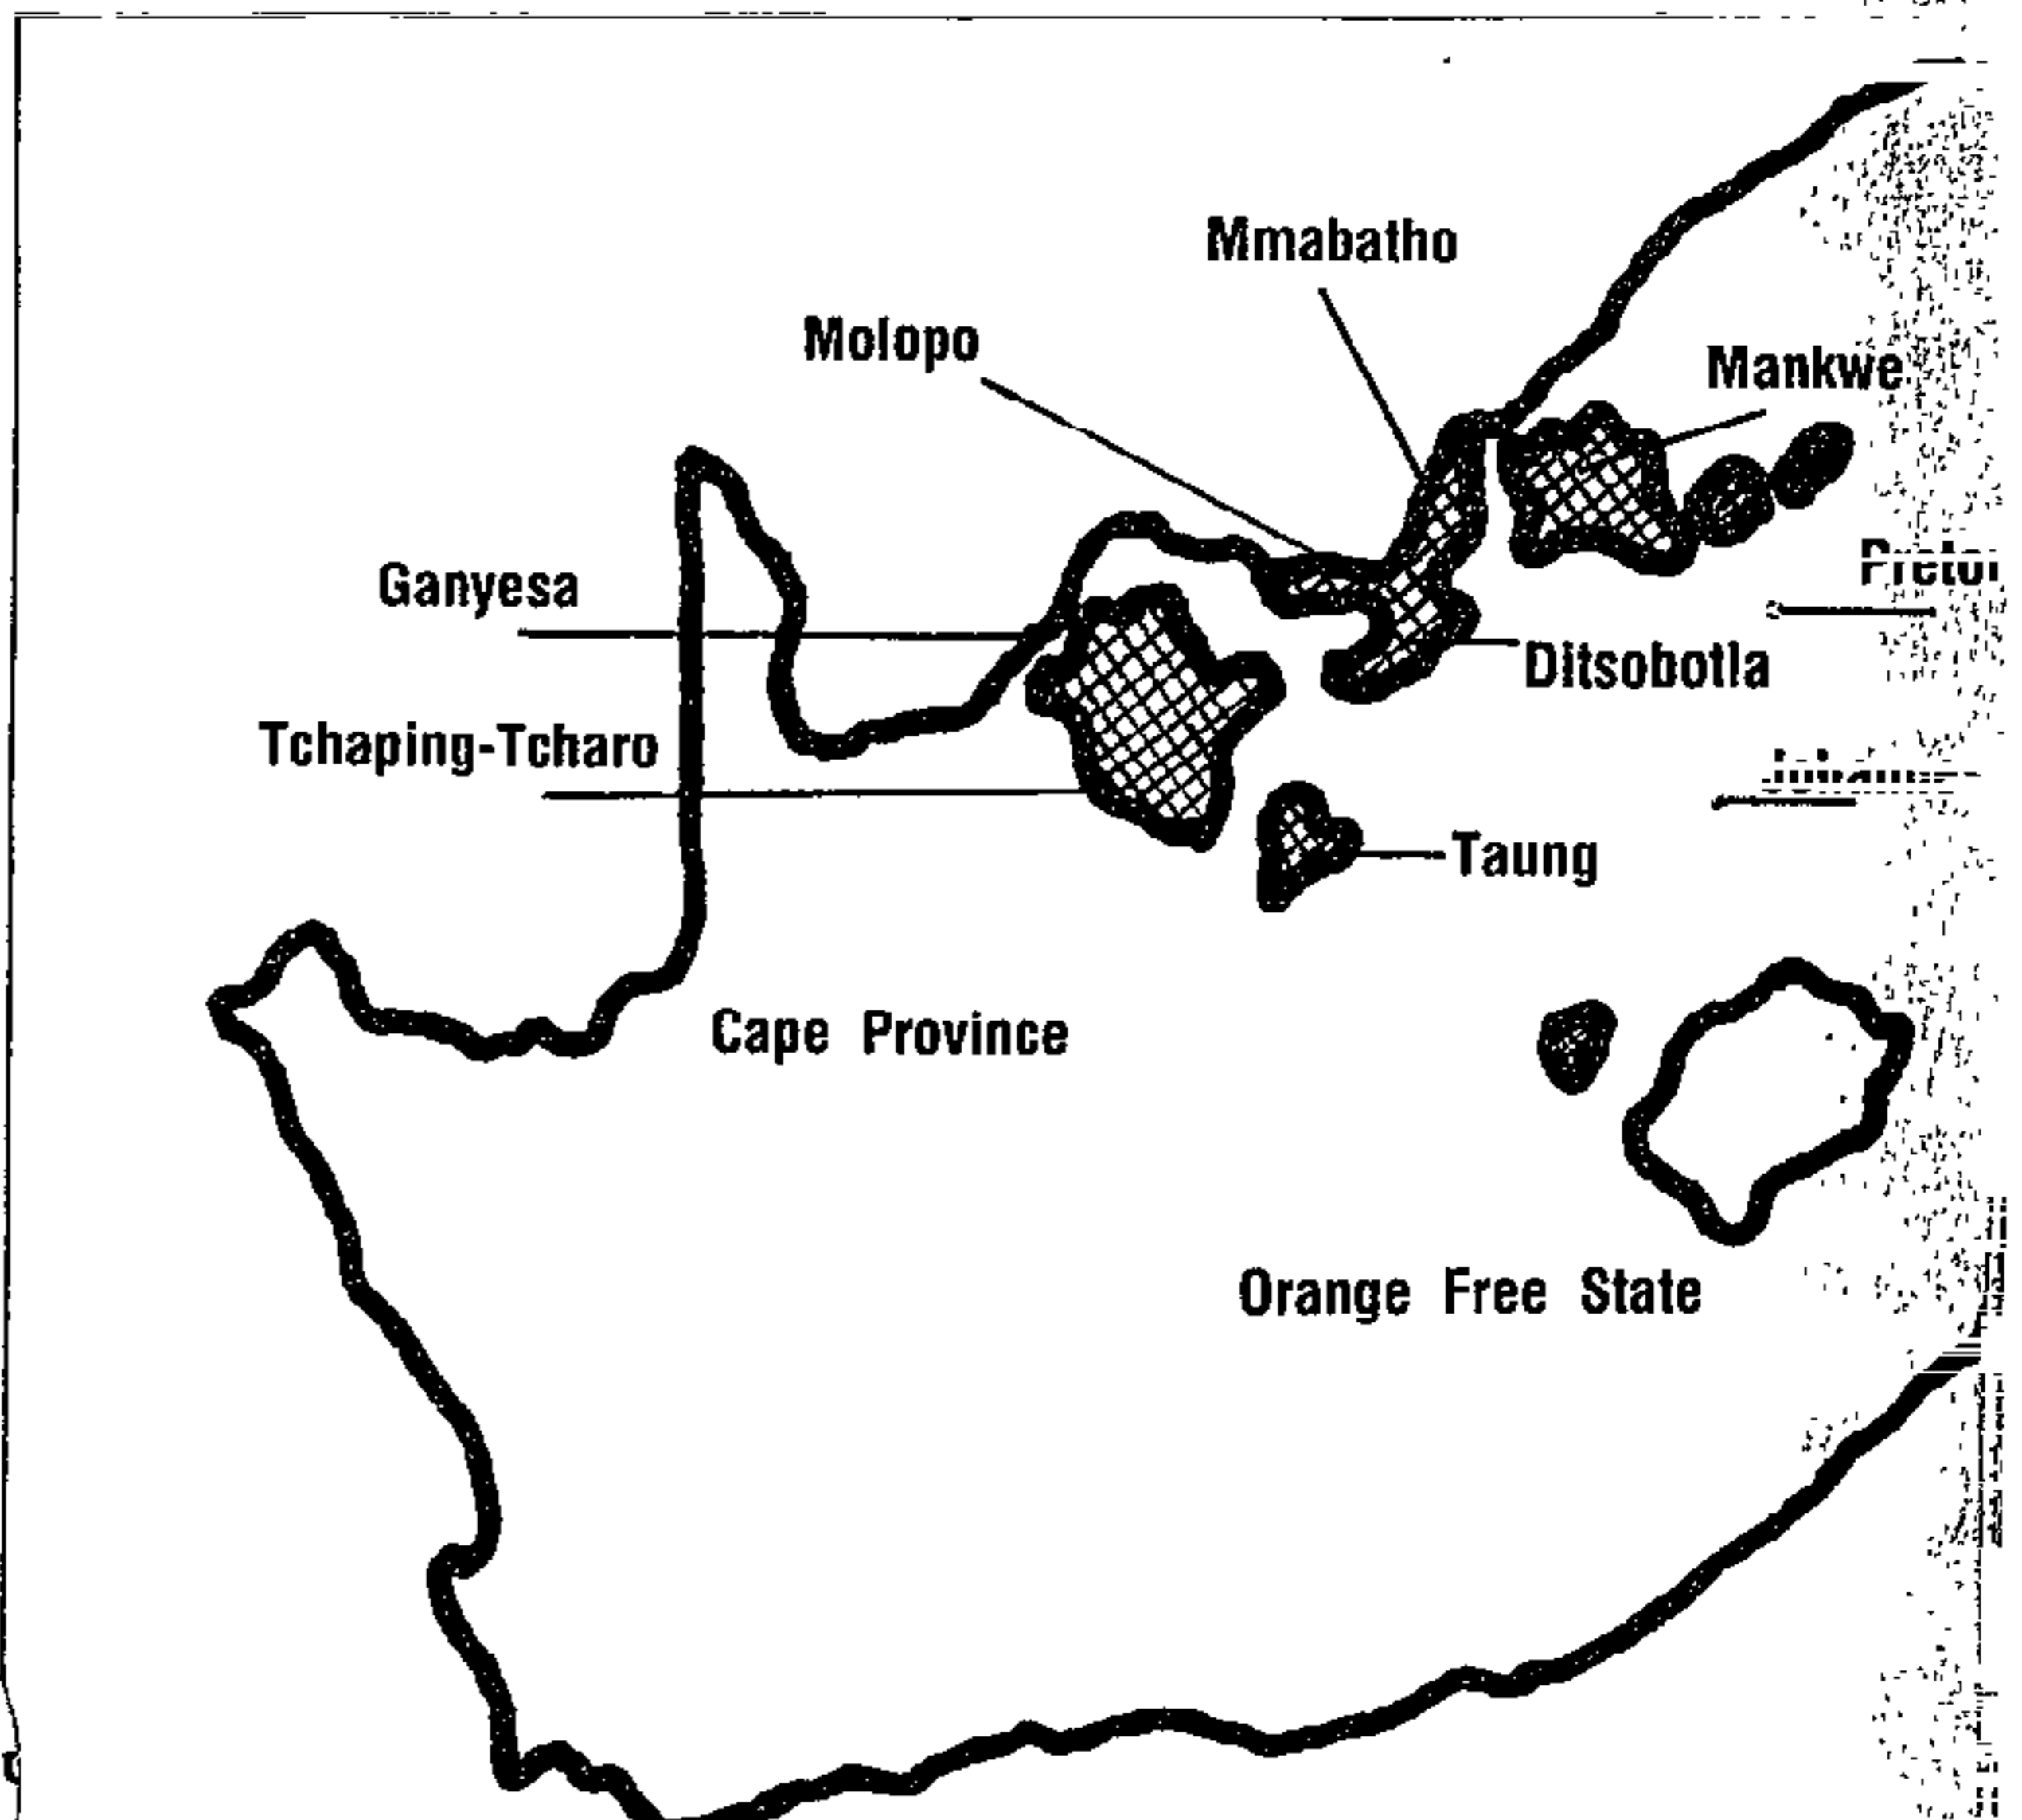 Mmabatho
Molopo
Mankwe
Ganyesa
Ditsobotla
Tchaping-Tcharo
Taung
Cape Province
Orange Free State